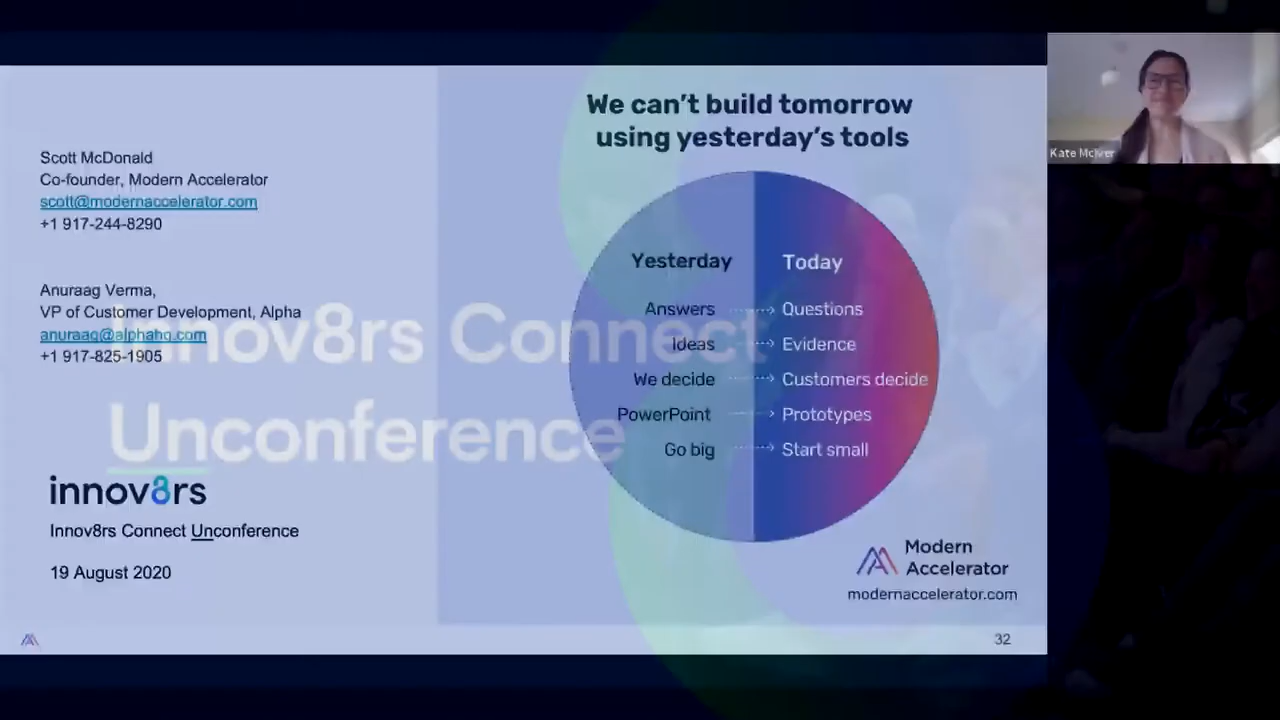 Scott McDonald
Co-founder, Modern Accelerator
scott@modernaccelerator.com
+1 917-244-8290
Anuraag Verma,
VP of Customer Development, Alpha
anuraag@alphahq.com
+1 917-825-1905
Innov8rs Connect
Unconference
innov8rs
Innov8rs Connect Unconference
19 August 2020
We can't build tomorrow
using yesterday's tools
Yesterday Today
Answers Questions
Ideas Evidence
We decide Customers decide
PowerPoint Prototypes
Go big Start small
Modern
Accelerator
modernaccelerator.com
32
Kate McIver